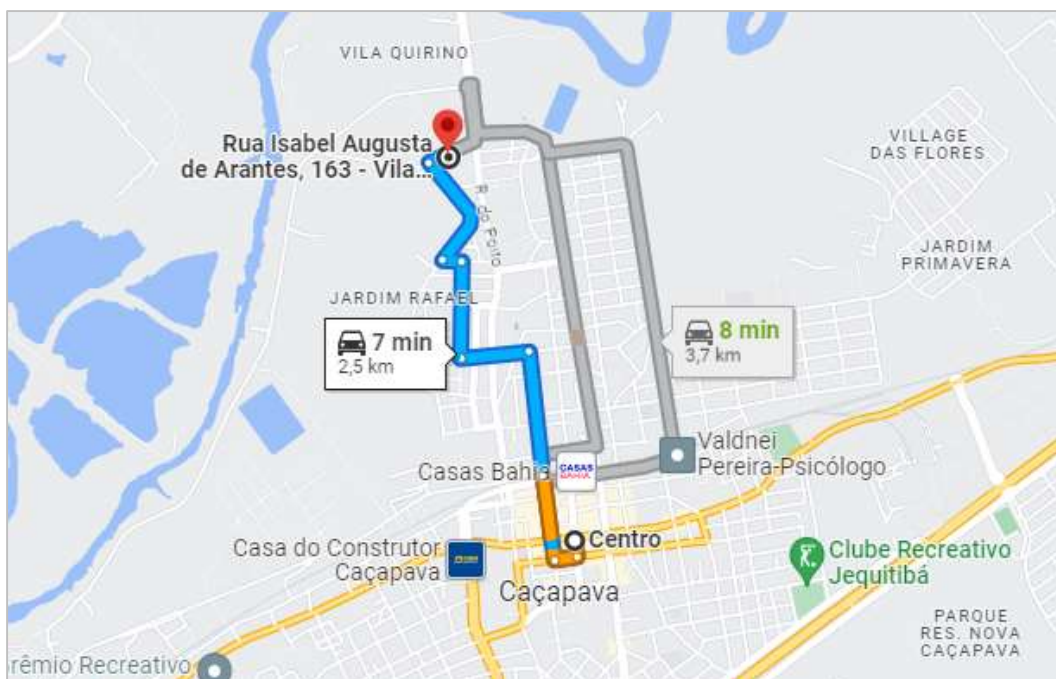 VILA QUIRINO
Rua Isabel Augusta
de Arantes, 163 - Vila...
VILLAGE
DAS FLORES
R. do Porto
JARDIM
PRIMAVERA
JARDIM RAFAEL
7 min
2,5 km
8 min
3,7 km
Casas Bahia
CASAS
BAHIA
Valdnei
Pereira-Psicólogo
Centro
Casa do Construtor
Caçapava
Caçapava
Clube Recreativo
Jequitibá
PARQUE
RES. NOVA
CAÇAPAVA
rêmio Recreativo